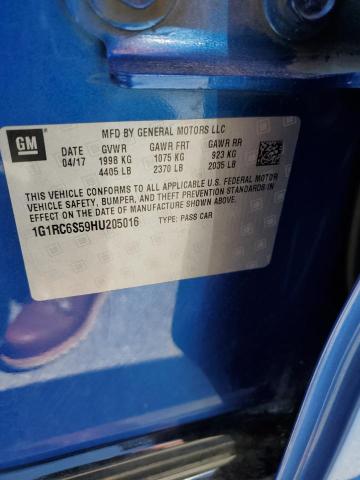 GM
MFD BY GENERAL MOTORS LLC
DATE GVWR GAWR FRT GAWR RR
04/17 1998 KG 1075 KG 923 KG
4405 LB 2370 LB 2035 LB
THIS VEHICLE CONFORMS TO ALL APPLICABLE U.S. FEDERAL MOTOR
VEHICLE SAFETY, BUMPER, AND THEFT PREVENTION STANDARDS IN
EFFECT ON THE DATE OF MANUFACTURE SHOWN ABOVE.
1G1RC6S59HU205016 TYPE: PASS CAR